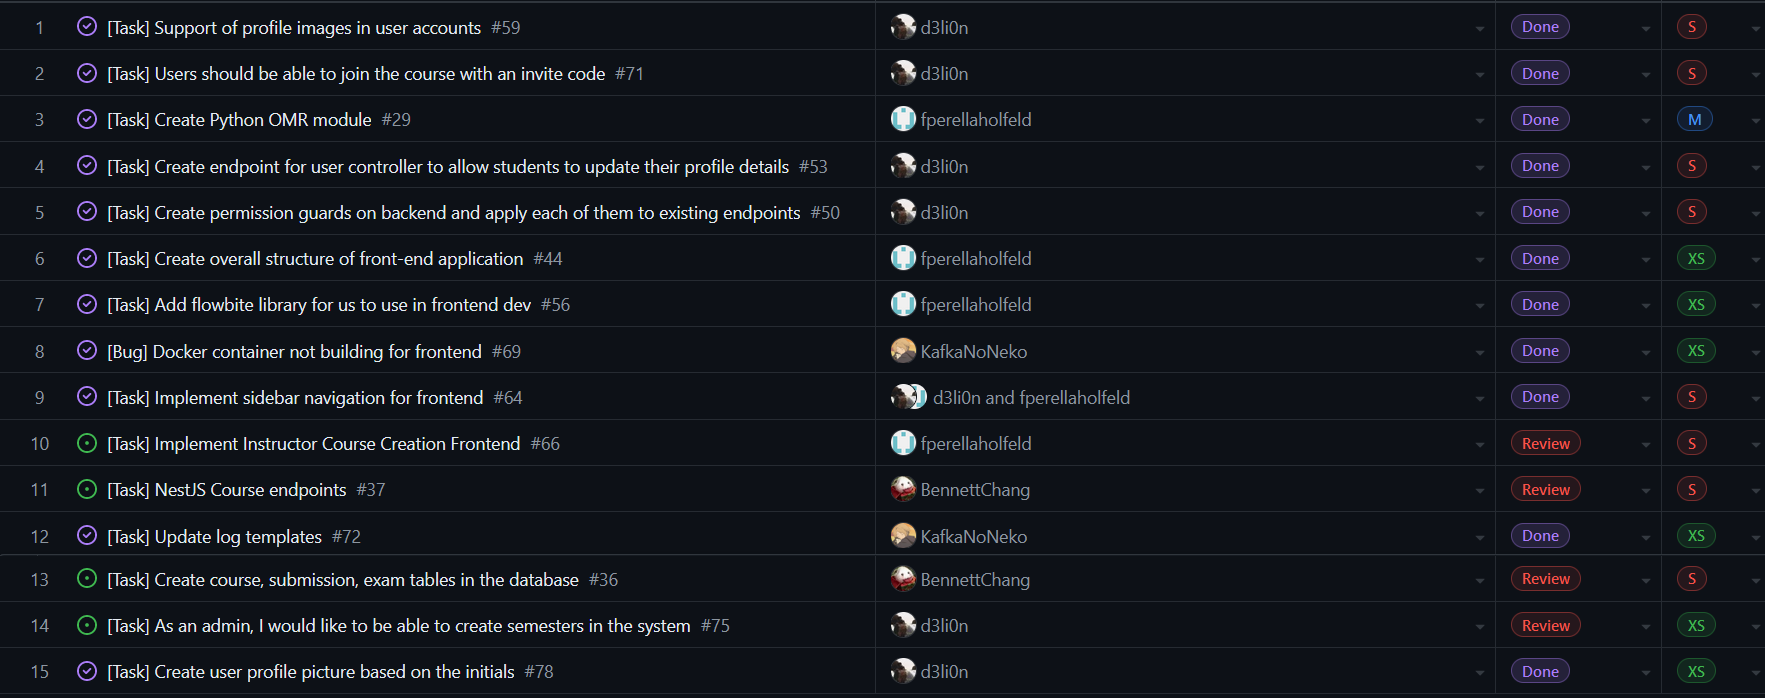 1 [Task] Support of profile images in user accounts #59 d3li0n Done S
2 [Task] Users should be able to join the course with an invite code #71 d3li0n Done S
3 [Task] Create Python OMR module #29 fperellaholfeld Done M
4 [Task] Create endpoint for user controller to allow students to update their profile details #53 d3li0n Done S
5 [Task] Create permission guards on backend and apply each of them to existing endpoints #50 d3li0n Done S
6 [Task] Create overall structure of front-end application #44 fperellaholfeld Done XS
7 [Task] Add flowbite library for us to use in frontend dev #56 fperellaholfeld Done XS
8 [Bug] Docker container not building for frontend #69 KafkaNoNeko Done XS
9 [Task] Implement sidebar navigation for frontend #64 d3li0n and fperellaholfeld Done S
10 [Task] Implement Instructor Course Creation Frontend #66 fperellaholfeld Review S
11 [Task] NestJS Course endpoints #37 BennettChang Review S
12 [Task] Update log templates #72 KafkaNoNeko Done XS
13 [Task] Create course, submission, exam tables in the database #36 BennettChang Review S
14 [Task] As an admin, I would like to be able to create semesters in the system #75 d3li0n Review XS
15 [Task] Create user profile picture based on the initials #78 d3li0n Done XS